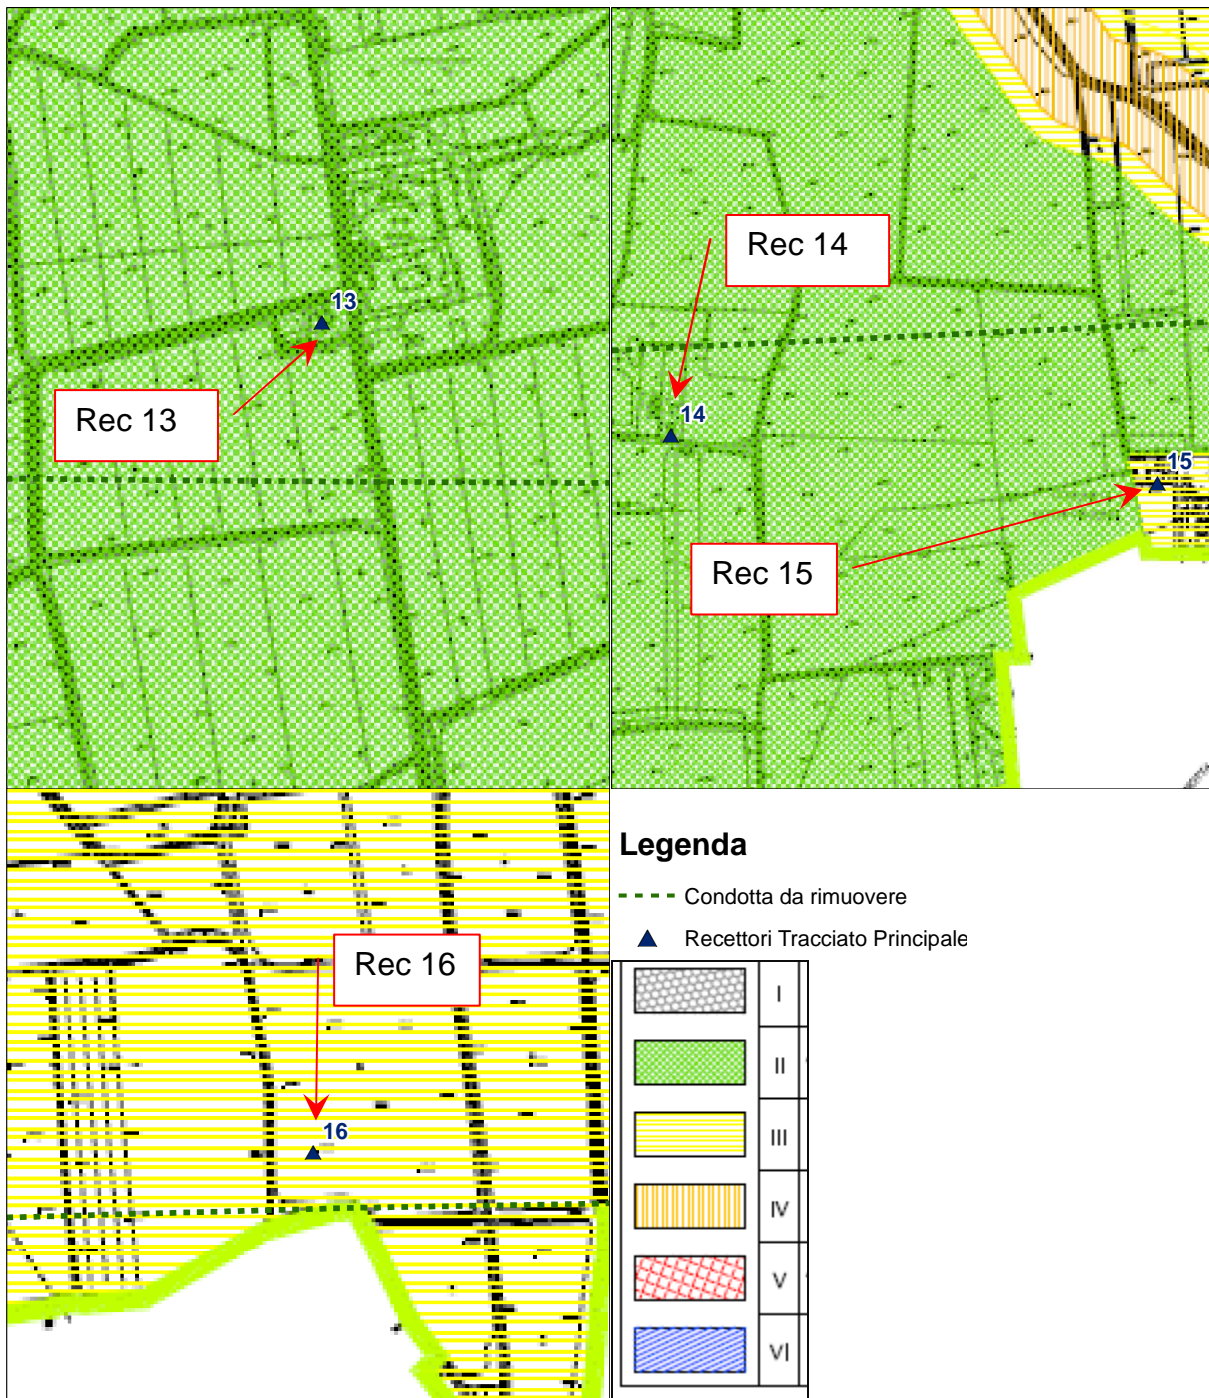 13
Rec 13
Rec 14
14
15
Rec 15
Rec 16
16
Legenda
Condotta da rimuovere
Recettori Tracciato Principale
I
II
III
IV
V
VI